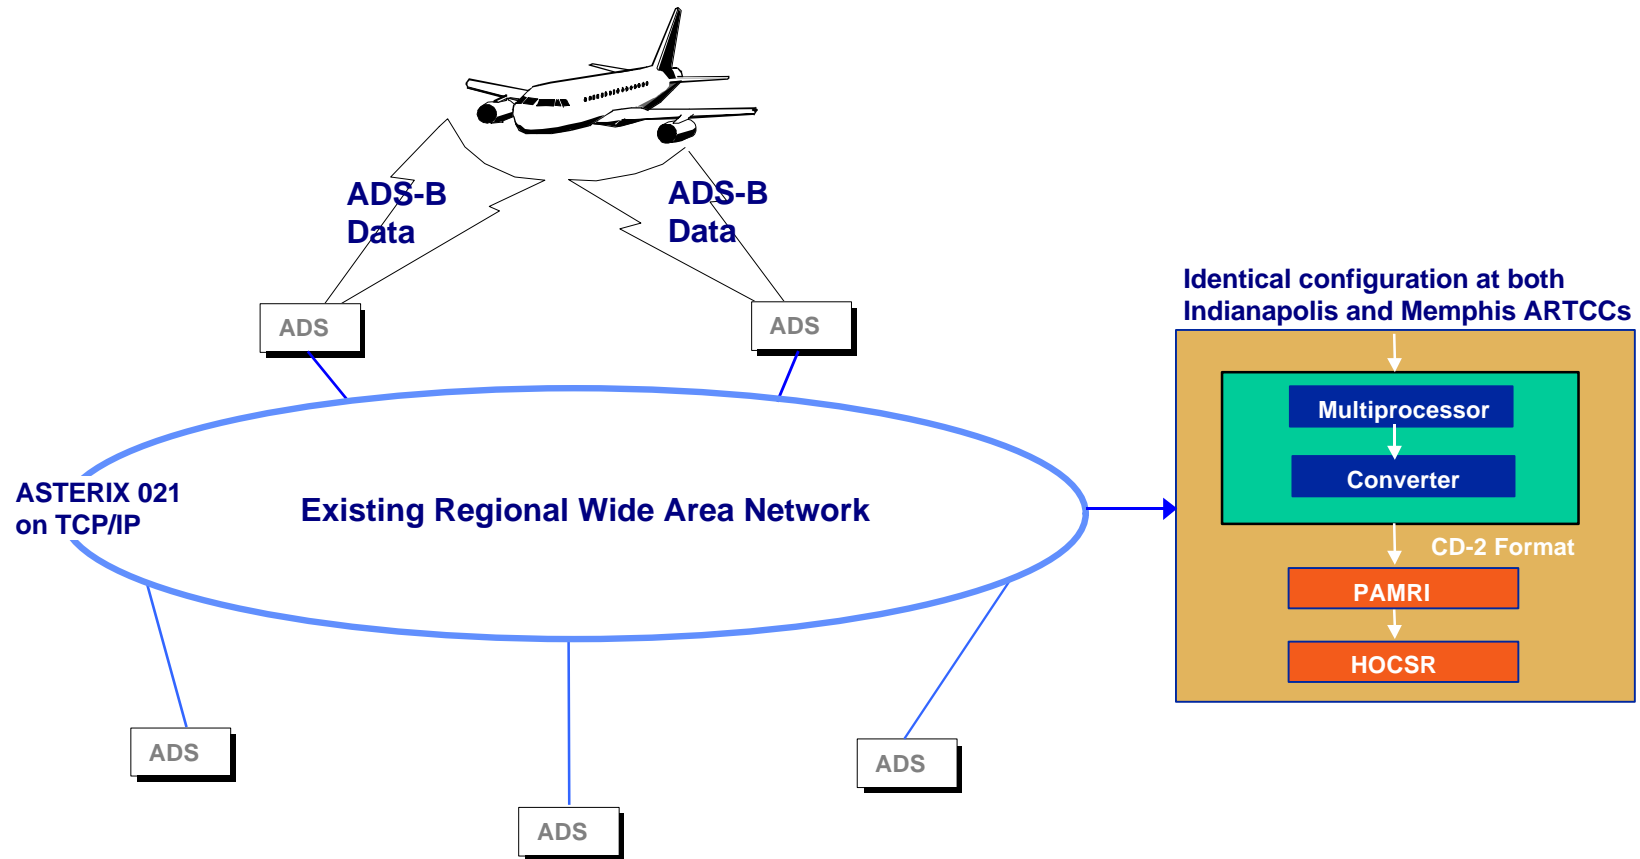 ADS-B
Data
ADS-B
Data
ADS
ADS
Identical configuration at both
Indianapolis and Memphis ARTCCs
Multiprocessor
Converter
CD-2 Format
PAMRI
HOCSR
ASTERIX 021
on TCP/IP
Existing Regional Wide Area Network
ADS
ADS
ADS